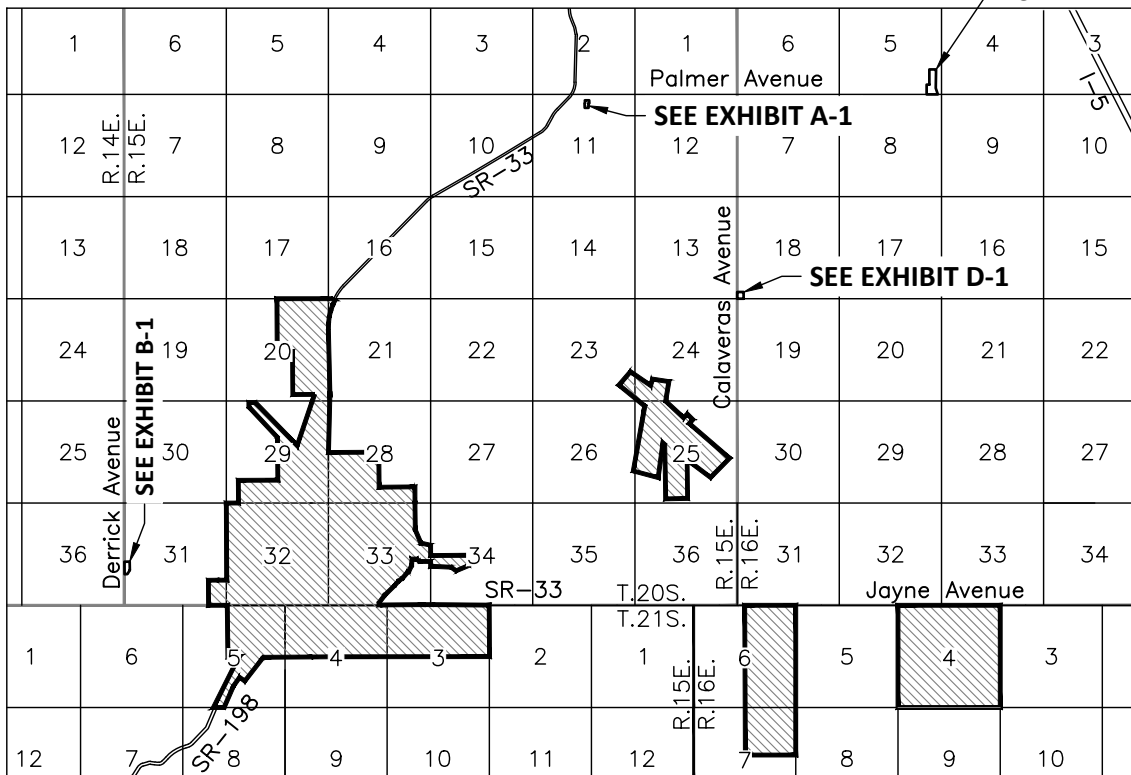 1 6 5 4 3 2 1 6 5 4 3
Palmer Avenue
I-5
SEE EXHIBIT A-1
R.14E.
R.15E.
12 7 8 9 10 11 12 7 8 9 10
SR-33
13 18 17 16 15 14 13 18 17 16 15
Calaveras Avenue
SEE EXHIBIT D-1
24 19 20 21 22 23 24 19 20 21 22
SEE EXHIBIT B-1
Derrick Avenue
25 30 29 28 27 26 25 30 29 28 27
36 31 32 33 34 35 36 31 32 33 34
R.15E.
R.16E.
SR-33
T.20S.
Jayne Avenue
T.21S.
1 6 5 4 3 2 1 6 5 4 3
R.15E.
R.16E.
SR-198
12 7 8 9 10 11 12 7 8 9 10